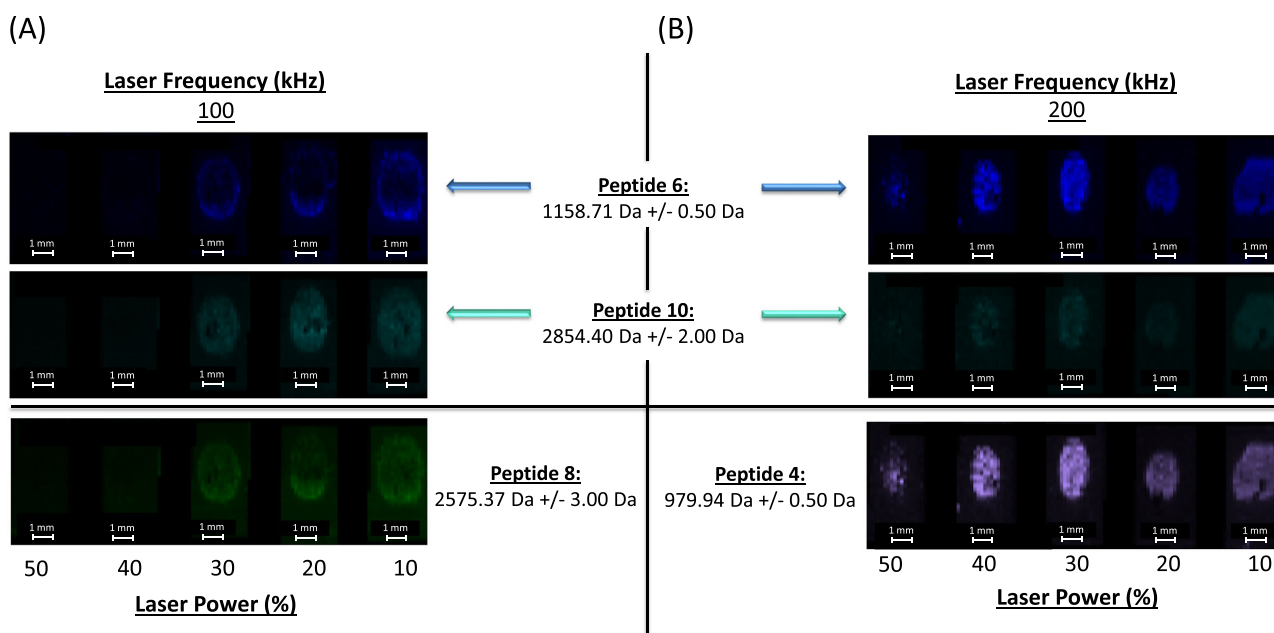 (A)
(B)
Laser Frequency (kHz)
100
Laser Frequency (kHz)
200
1 mm 1 mm 1 mm 1 mm 1 mm
Peptide 6:
1158.71 Da +/- 0.50 Da
1 mm 1 mm 1 mm 1 mm 1 mm
1 mm 1 mm 1 mm 1 mm 1 mm
Peptide 10:
2854.40 Da +/- 2.00 Da
1 mm 1 mm 1 mm 1 mm 1 mm
1 mm 1 mm 1 mm 1 mm 1 mm
Peptide 8:
2575.37 Da +/- 3.00 Da
Peptide 4:
979.94 Da +/- 0.50 Da
1 mm 1 mm 1 mm 1 mm 1 mm
50 40 30 20 10
Laser Power (%)
50 40 30 20 10
Laser Power (%)